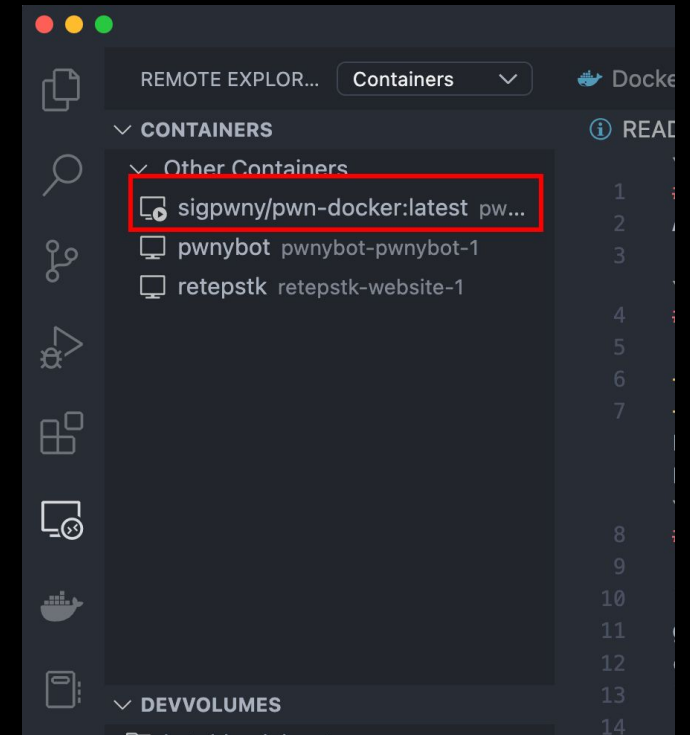 REMOTE EXPLOR... Containers
Docke
CONTAINERS
READ
Other Containers
sigpwny/pwn-docker:latest pw...
pwnybot pwnybot-pwnybot-1
retepstk retepstk-website-1
1
2
3
4
5
6
7
8
9
10
11
12
13
14
DEVVOLUMES